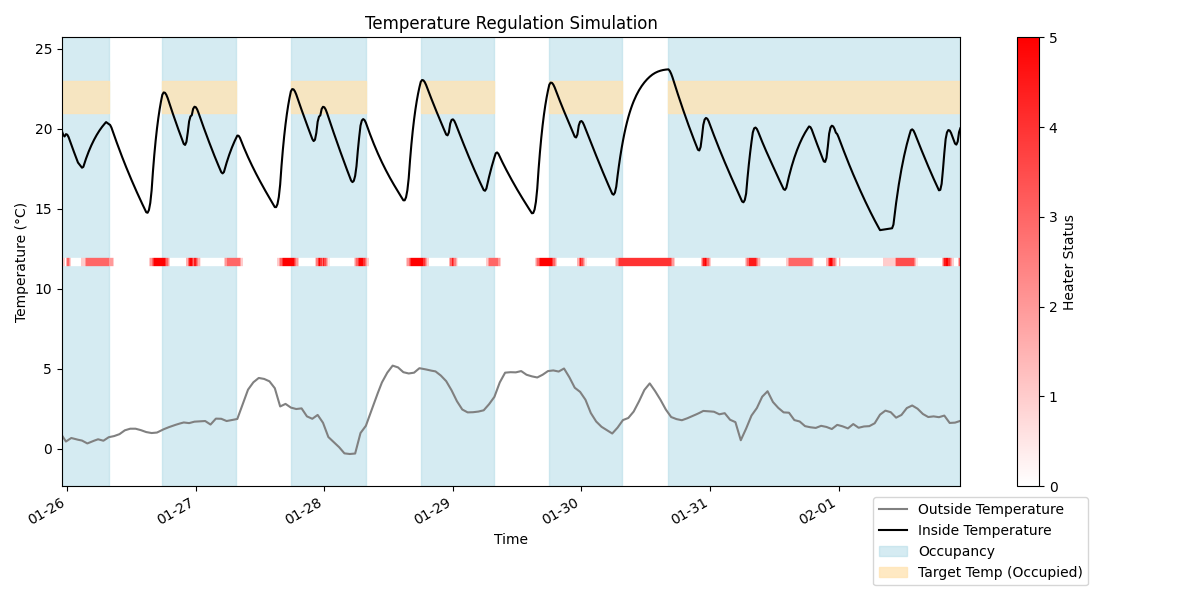 Temperature Regulation Simulation
25
20
15
10
5
0
Temperature (°C)
01-26
01-27
01-28
01-29
01-30
01-31
02-01
Time
5
4
3
2
1
0
Heater Status
Outside Temperature
Inside Temperature
Occupancy
Target Temp (Occupied)